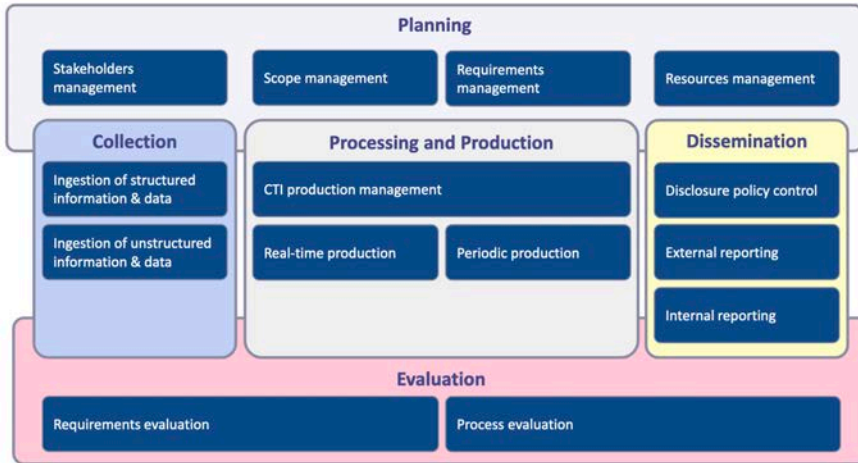 Planning
Stakeholders
management
Scope management
Requirements
management
Resources management
Collection
Ingestion of structured
information & data
Ingestion of unstructured
information & data
Processing and Production
CTI production management
Real-time production
Periodic production
Dissemination
Disclosure policy control
External reporting
Internal reporting
Evaluation
Requirements evaluation
Process evaluation